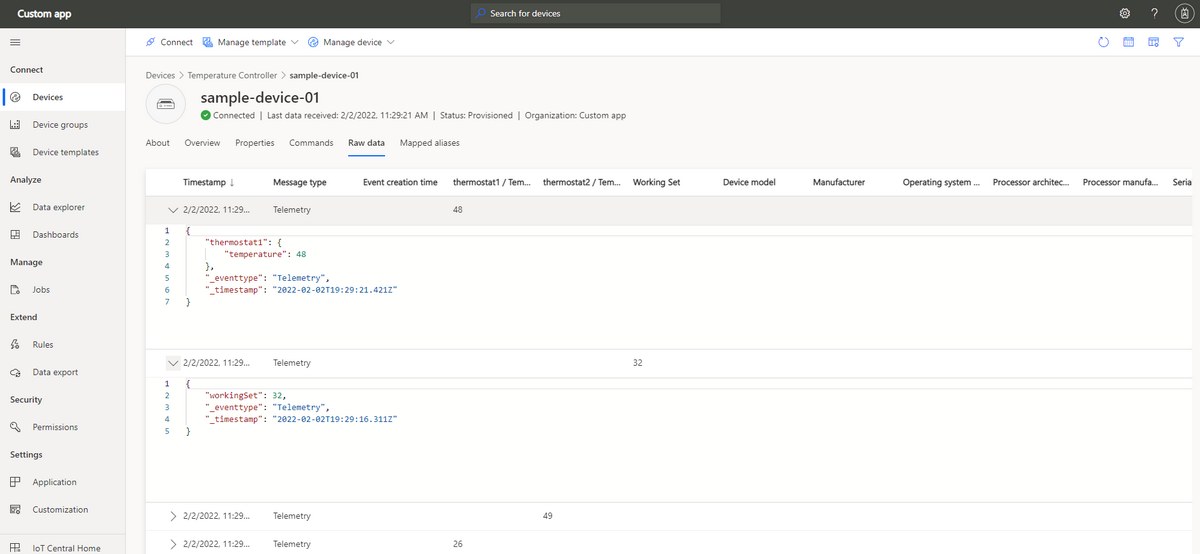 Custom app
Search for devices
?
Connect
Manage template
Manage device
Connect
Devices
Device groups
Device templates
Analyze
Data explorer
Dashboards
Manage
Jobs
Extend
Rules
Data export
Security
Permissions
Settings
Application
Customization
IoT Central Home
Devices > Temperature Controller > sample-device-01
sample-device-01
Connected | Last data received: 2/2/2022, 11:29:21 AM | Status: Provisioned | Organization: Custom app
About Overview Properties Commands Raw data Mapped aliases
Timestamp ↓ Message type Event creation time thermostat1 / Tem... thermostat2 / Tem... Working Set Device model Manufacturer Operating system ... Processor architec... Processor manufa... Seria
2/2/2022, 11:29... Telemetry 48
1 {
2 "thermostat1": {
3 "temperature": 48
4 },
5 "_eventtype": "Telemetry",
6 "_timestamp": "2022-02-02T19:29:21.421Z"
7 }
2/2/2022, 11:29... Telemetry 32
1 {
2 "workingSet": 32,
3 "_eventtype": "Telemetry",
4 "_timestamp": "2022-02-02T19:29:16.311Z"
5 }
2/2/2022, 11:29... Telemetry 49
2/2/2022, 11:29... Telemetry 26